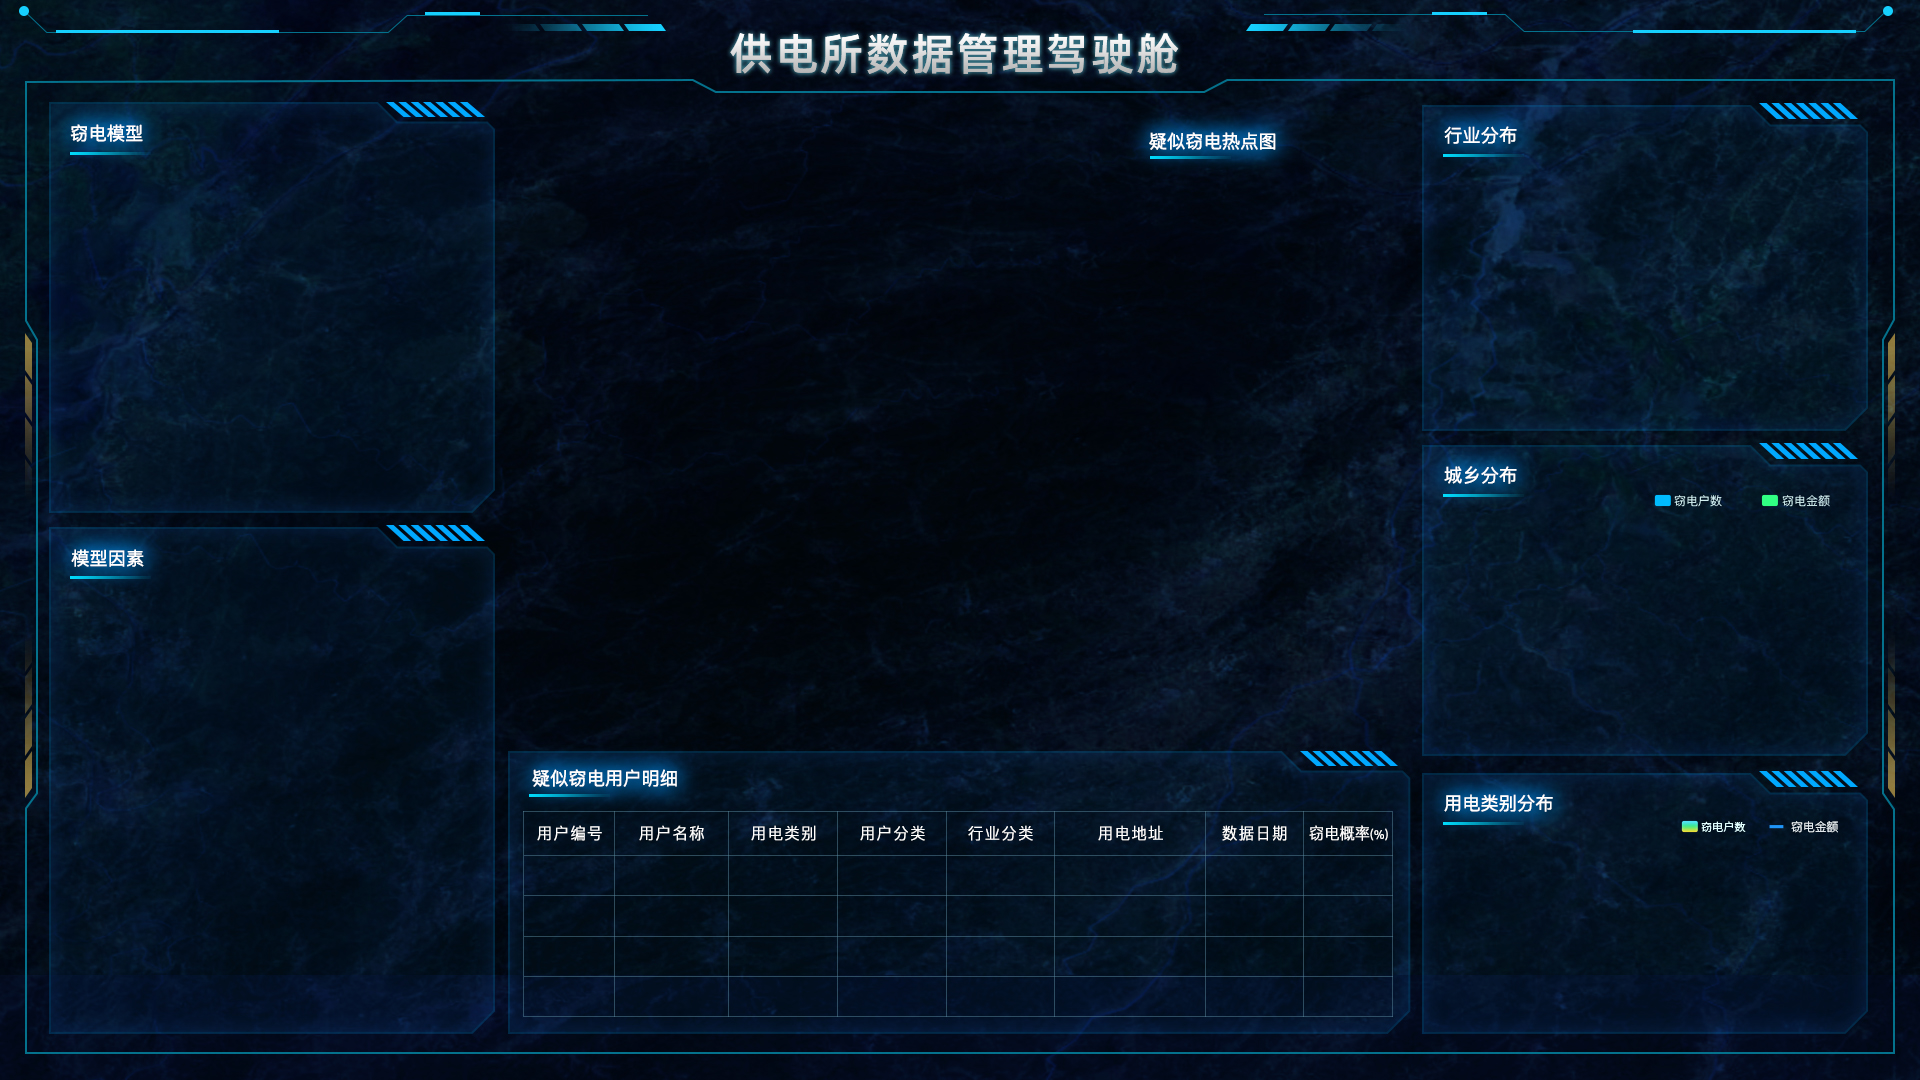 供电所数据管理驾驶舱
窃电模型
模型因素
疑似窃电热点图
疑似窃电用户明细
用户编号 用户名称 用电类别 用户分类 行业分类 用电地址 数据日期 窃电概率(%)
行业分布
城乡分布
窃电户数 窃电金额
用电类别分布
窃电户数 窃电金额